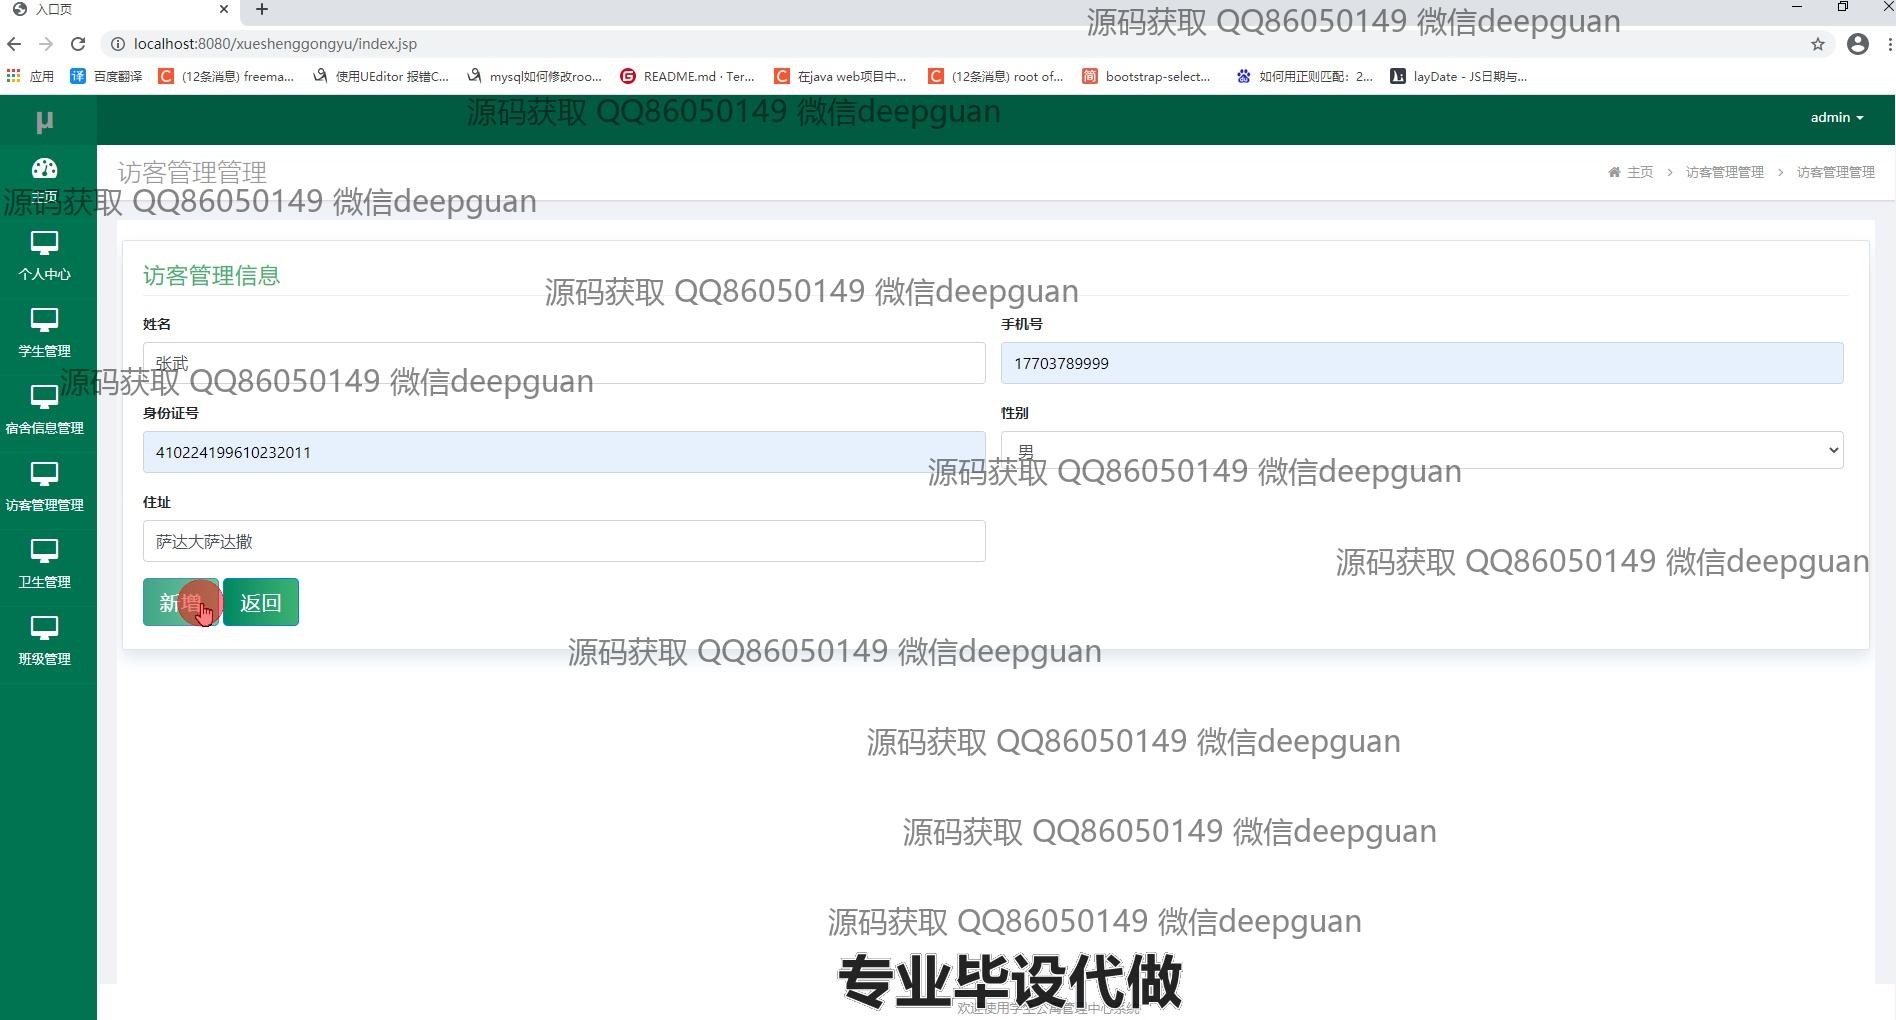 入口页
源码获取 QQ86050149 微信deepguan
localhost:8080/xueshenggongyu/index.jsp
应用
百度翻译
(12条消息) freema...
使用UEditor 报错C...
mysql如何修改roo...
README.md · Ter...
在java web项目中...
(12条消息) root of...
bootstrap-select...
如何用正则匹配：2...
layDate - JS日期与...
源码获取 QQ86050149 微信deepguan
µ
admin
主页
访客管理管理
主页 > 访客管理管理 > 访客管理管理
源码获取 QQ86050149 微信deepguan
个人中心
访客管理信息
源码获取 QQ86050149 微信deepguan
学生管理
姓名
手机号
张武
17703789999
源码获取 QQ86050149 微信deepguan
宿舍信息管理
身份证号
性别
410224199610232011
男
源码获取 QQ86050149 微信deepguan
访客管理管理
住址
萨达大萨达撒
源码获取 QQ86050149 微信deepguan
卫生管理
新增
返回
班级管理
源码获取 QQ86050149 微信deepguan
源码获取 QQ86050149 微信deepguan
源码获取 QQ86050149 微信deepguan
源码获取 QQ86050149 微信deepguan
专业毕设代做
欢迎使用学生公寓管理中心系统